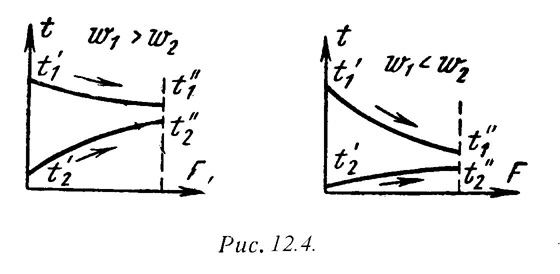 t
w₁ > w₂
t₁′
t₁″
t₂″
t₂′
F,
t
w₁ < w₂
t₁′
t₁″
t₂′
t₂″
F
Рис. 12.4.